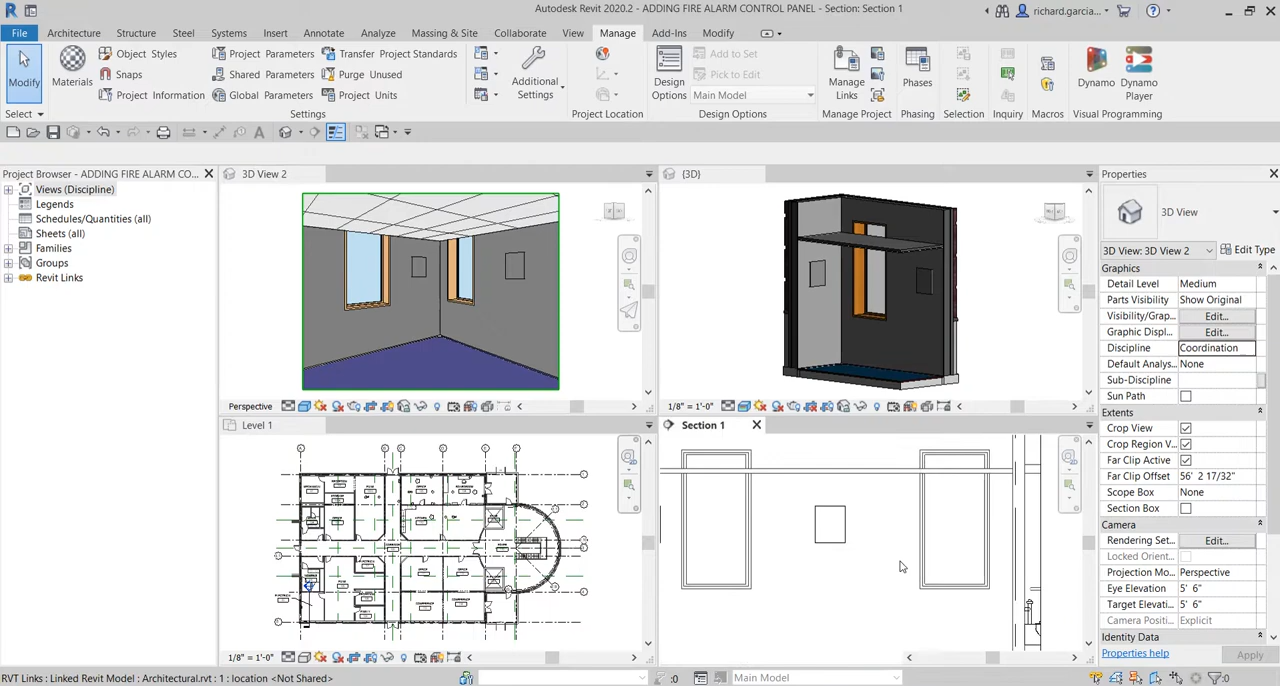 Autodesk Revit 2020.2 - ADDING FIRE ALARM CONTROL PANEL - Section: Section 1
richard.garcia...
File Architecture Structure Steel Systems Insert Annotate Analyze Massing & Site Collaborate View Manage Add-Ins Modify
Modify
Materials
Object Styles
Snaps
Project Information
Project Parameters
Shared Parameters
Global Parameters
Transfer Project Standards
Purge Unused
Project Units
Additional
Settings
Design
Options
Add to Set
Pick to Edit
Main Model
Manage
Links
Phases
Dynamo
Dynamo
Player
Select
Settings
Project Location
Design Options
Manage Project
Phasing
Selection
Inquiry
Macros
Visual Programming
Project Browser - ADDING FIRE ALARM CO...
Views (Discipline)
Legends
Schedules/Quantities (all)
Sheets (all)
Families
Groups
Revit Links
3D View 2
Perspective
{3D}
1/8" = 1'-0"
Level 1
1/8" = 1'-0"
Section 1
Properties
3D View
3D View: 3D View 2 Edit Type
Graphics
Detail Level Medium
Parts Visibility Show Original
Visibility/Grap... Edit...
Graphic Displ... Edit...
Discipline Coordination
Default Analys... None
Sub-Discipline
Sun Path
Extents
Crop View
Crop Region V...
Far Clip Active
Far Clip Offset 56' 2 17/32"
Scope Box None
Section Box
Camera
Rendering Set... Edit...
Locked Orient...
Projection Mo... Perspective
Eye Elevation 5' 6"
Target Elevati... 5' 6"
Camera Positi... Explicit
Identity Data
Properties help Apply
RVT Links : Linked Revit Model : Architectural.rvt : 1 : location <Not Shared>
:0
Main Model
:0